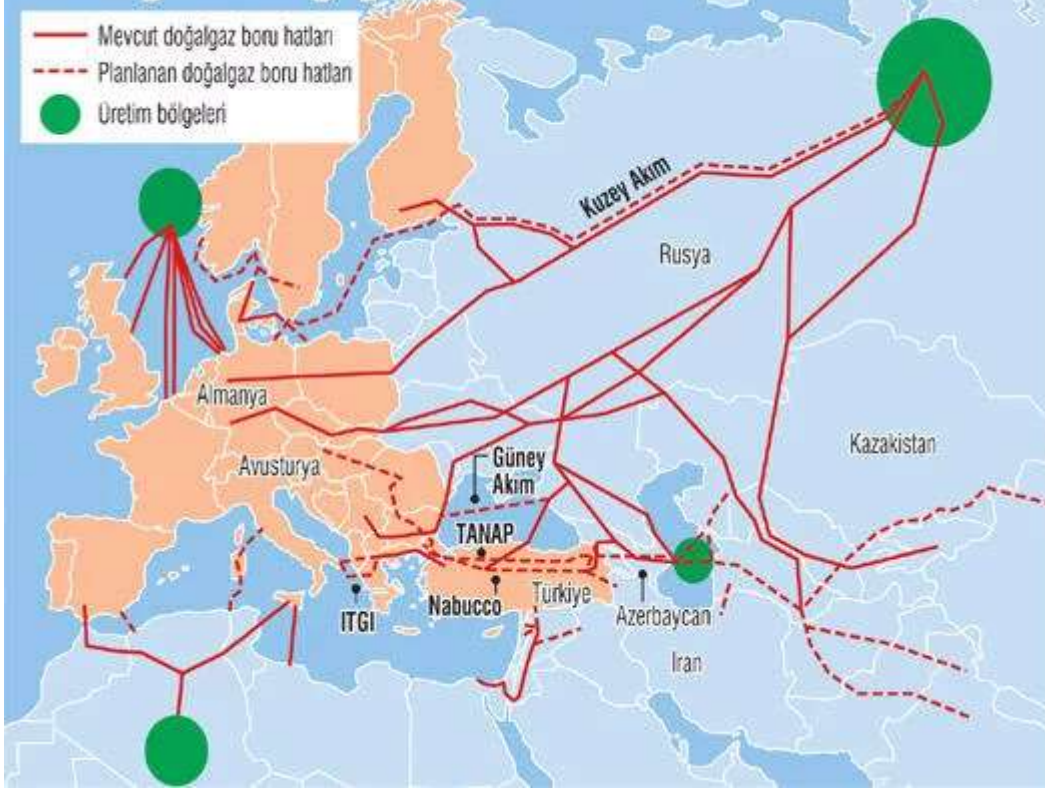 Mevcut doğalgaz boru hatları
Planlanan doğalgaz boru hatları
Üretim bölgeleri
Kuzey Akım
Rusya
Almanya
Avusturya
Kazakistan
Güney
Akım
TANAP
Nabucco
Türkiye
Azerbaycan
ITGI
Iran